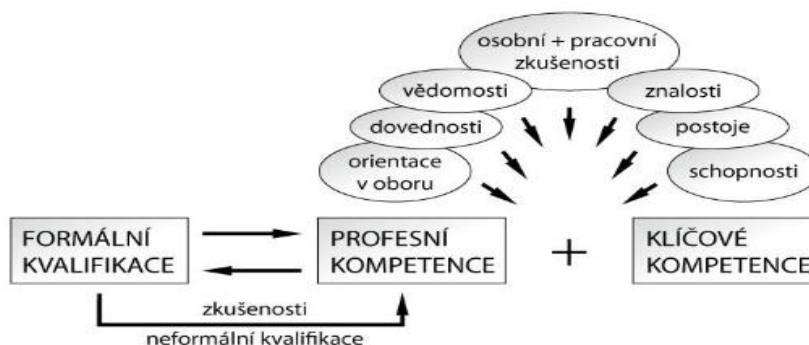 osobní + pracovní
zkušenosti
vědomosti
znalosti
dovednosti
postoje
orientace
v oboru
schopnosti
FORMÁLNÍ
KVALIFIKACE
PROFESNÍ
KOMPETENCE
+
KLÍČOVÉ
KOMPETENCE
zkušenosti
neformální kvalifikace